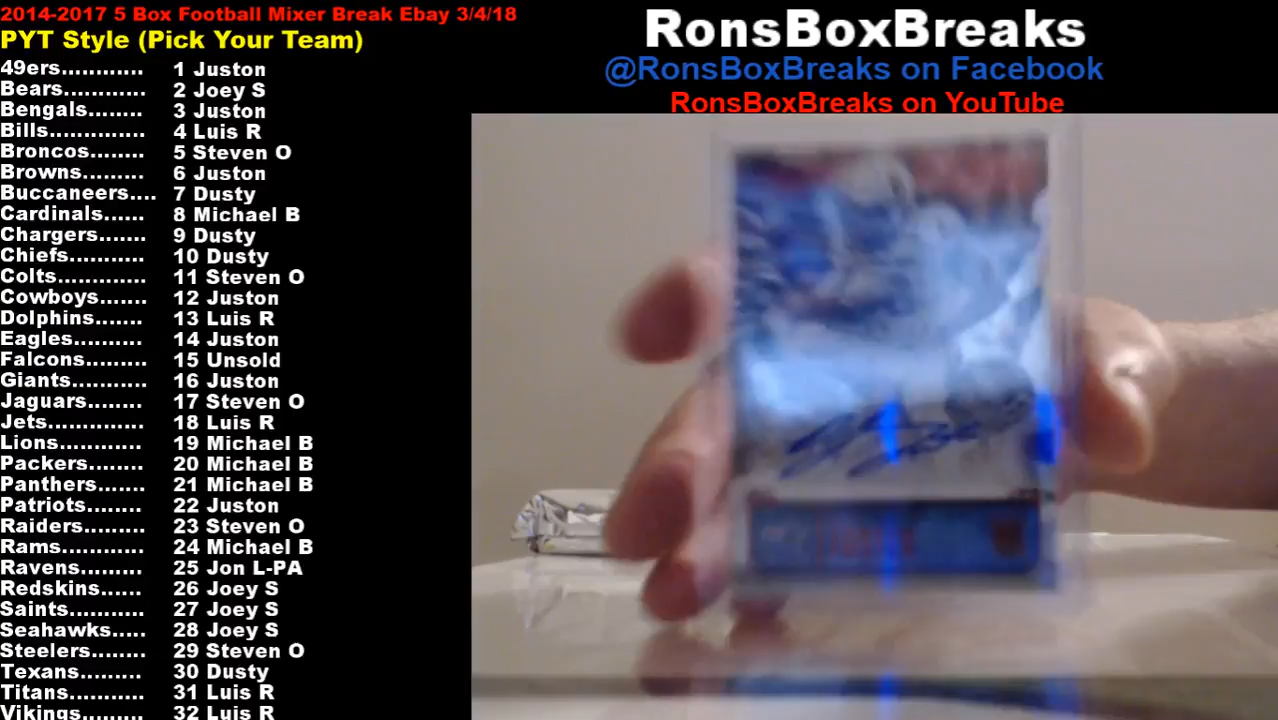 2014-2017 5 Box Football Mixer Break Ebay 3/4/18
PYT Style (Pick Your Team)
49ers............ 1 Juston
Bears............ 2 Joey S
Bengals........ 3 Juston
Bills.............. 4 Luis R
Broncos........ 5 Steven O
Browns......... 6 Juston
Buccaneers.... 7 Dusty
Cardinals...... 8 Michael B
Chargers....... 9 Dusty
Chiefs........... 10 Dusty
Colts............. 11 Steven O
Cowboys....... 12 Juston
Dolphins....... 13 Luis R
Eagles.......... 14 Juston
Falcons......... 15 Unsold
Giants........... 16 Juston
Jaguars........ 17 Steven O
Jets.............. 18 Luis R
Lions............ 19 Michael B
Packers........ 20 Michael B
Panthers....... 21 Michael B
Patriots........ 22 Juston
Raiders......... 23 Steven O
Rams............ 24 Michael B
Ravens......... 25 Jon L-PA
Redskins...... 26 Joey S
Saints........... 27 Joey S
Seahawks..... 28 Joey S
Steelers........ 29 Steven O
Texans......... 30 Dusty
Titans........... 31 Luis R
Vikings......... 32 Luis R
RonsBoxBreaks
@RonsBoxBreaks on Facebook
RonsBoxBreaks on YouTube